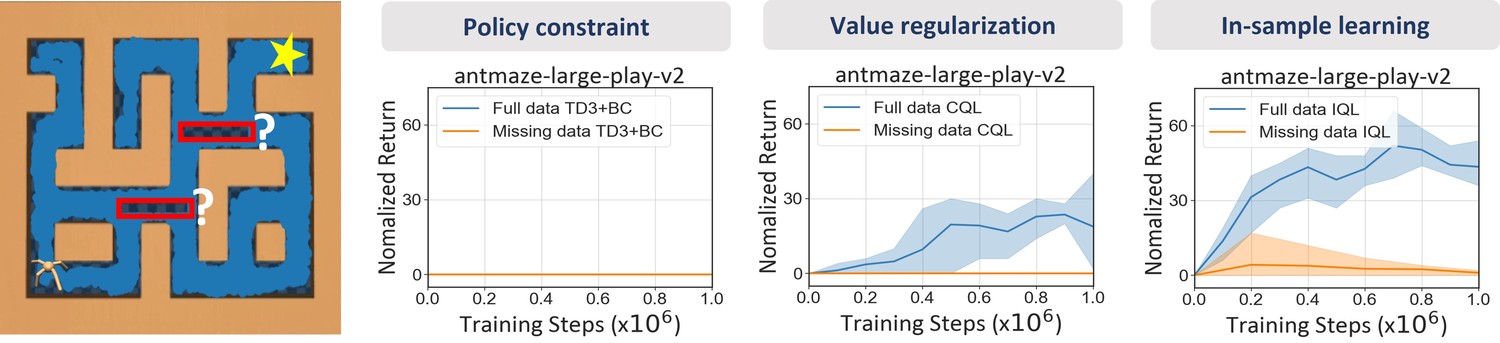 ?
?
Policy constraint
antmaze-large-play-v2
Full data TD3+BC
Missing data TD3+BC
Nomalized Return
60
30
0
0.0 0.2 0.4 0.6 0.8 1.0
Training Steps (x10⁶)
Value regularization
antmaze-large-play-v2
Full data CQL
Missing data CQL
Nomalized Return
60
30
0
0.0 0.2 0.4 0.6 0.8 1.0
Training Steps (x10⁶)
In-sample learning
antmaze-large-play-v2
Full data IQL
Missing data IQL
Nomalized Return
60
30
0
0.0 0.2 0.4 0.6 0.8 1.0
Training Steps (x10⁶)